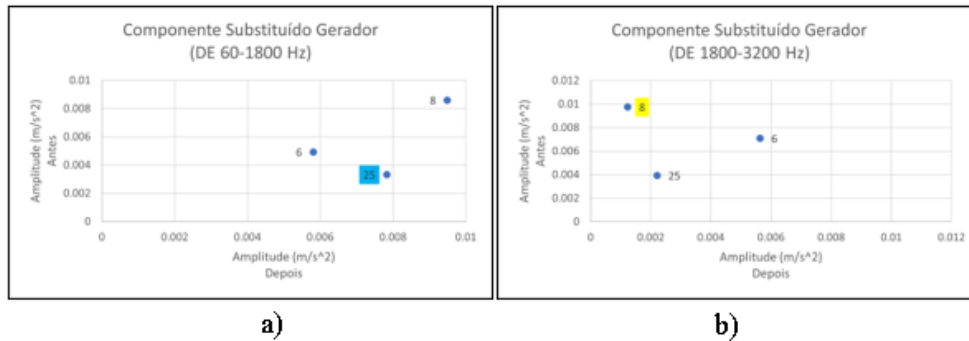 Componente Substituído Gerador
(DE 60-1800 Hz)
Amplitude (m/s^2)
Antes
0.01
0.008
0.006
0.004
0.002
0
8
6
25
0
0.002
0.004
0.006
0.008
0.01
Amplitude (m/s^2)
Depois
a)
Componente Substituído Gerador
(DE 1800-3200 Hz)
Amplitude (m/s^2)
Antes
0.012
0.01
0.008
0.006
0.004
0.002
0
8
6
25
0
0.002
0.004
0.006
0.008
0.01
0.012
Amplitude (m/s^2)
Depois
b)